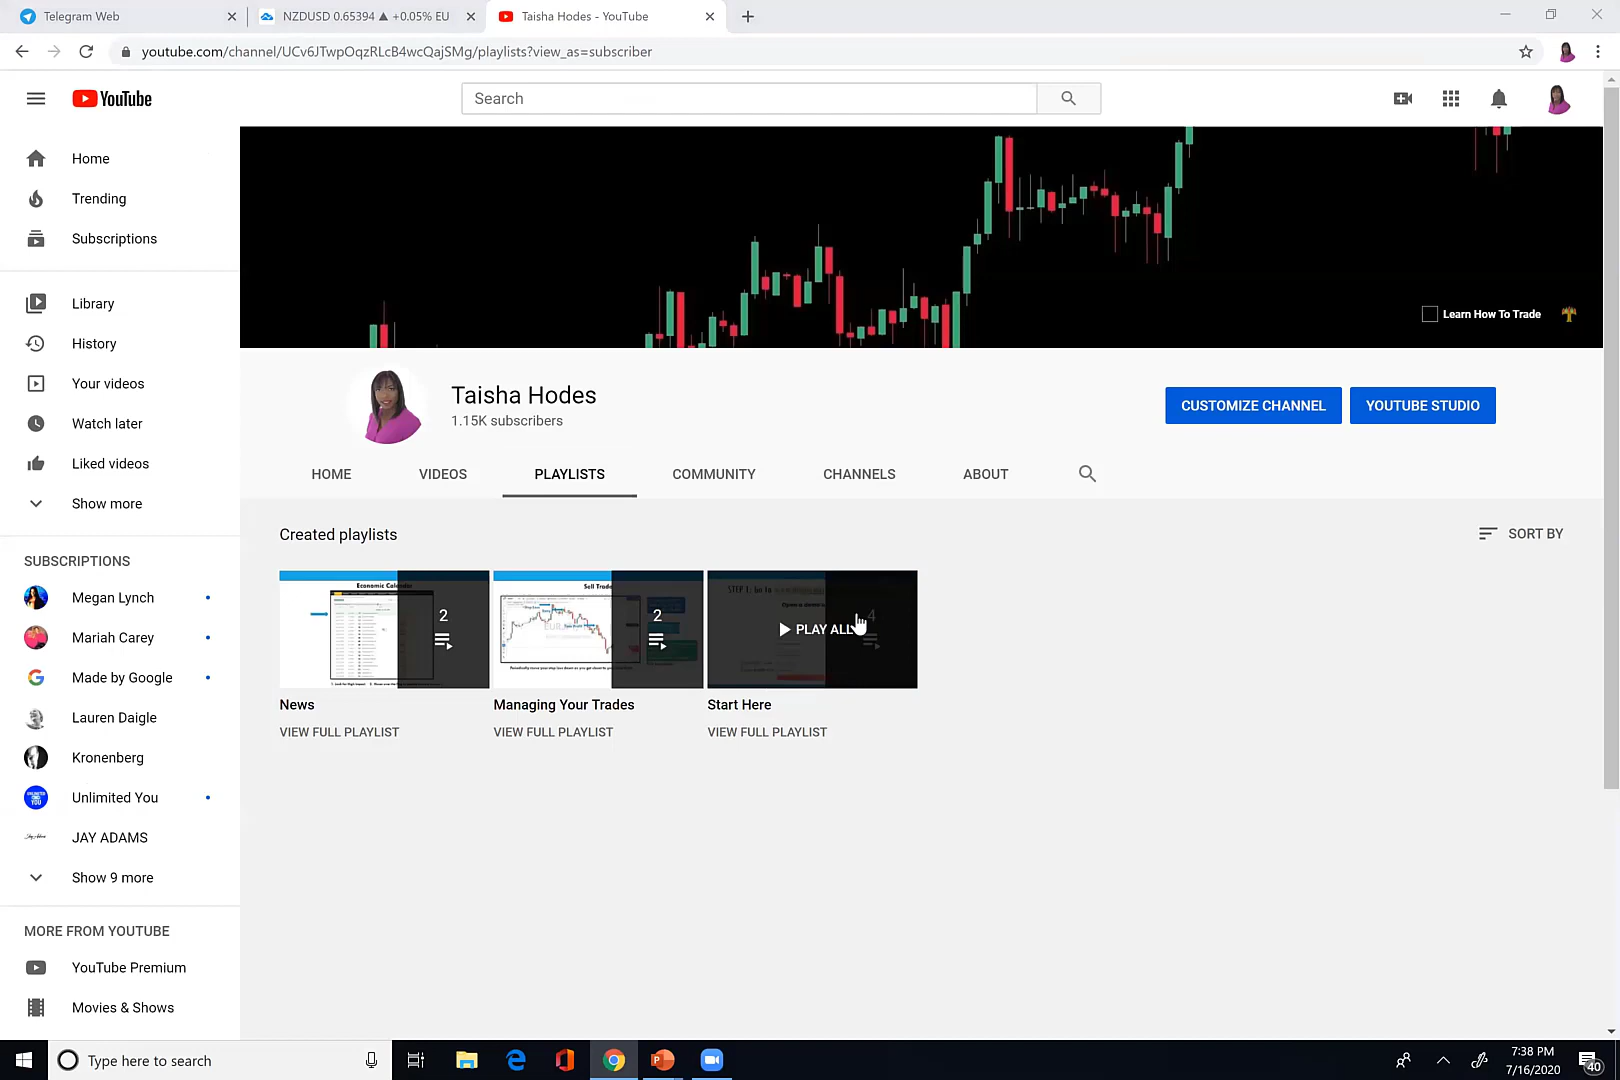 Telegram Web
NZDUSD 0.65394 ▲ +0.05% EU
Taisha Hodes - YouTube
youtube.com/channel/UCv6JTwpOqzRLcB4wcQajSMg/playlists?view_as=subscriber
YouTube
Search
Home
Trending
Subscriptions
Library
History
Your videos
Watch later
Liked videos
Show more
SUBSCRIPTIONS
Megan Lynch
Mariah Carey
Made by Google
Lauren Daigle
Kronenberg
Unlimited You
JAY ADAMS
Show 9 more
MORE FROM YOUTUBE
YouTube Premium
Movies & Shows
Learn How To Trade
Taisha Hodes
1.15K subscribers
CUSTOMIZE CHANNEL
YOUTUBE STUDIO
HOME
VIDEOS
PLAYLISTS
COMMUNITY
CHANNELS
ABOUT
Created playlists
SORT BY
Economic Calendar
2
News
VIEW FULL PLAYLIST
2
Managing Your Trades
VIEW FULL PLAYLIST
STEP 1: Go to
PLAY ALL
4
Start Here
VIEW FULL PLAYLIST
Type here to search
7:38 PM
7/16/2020
40